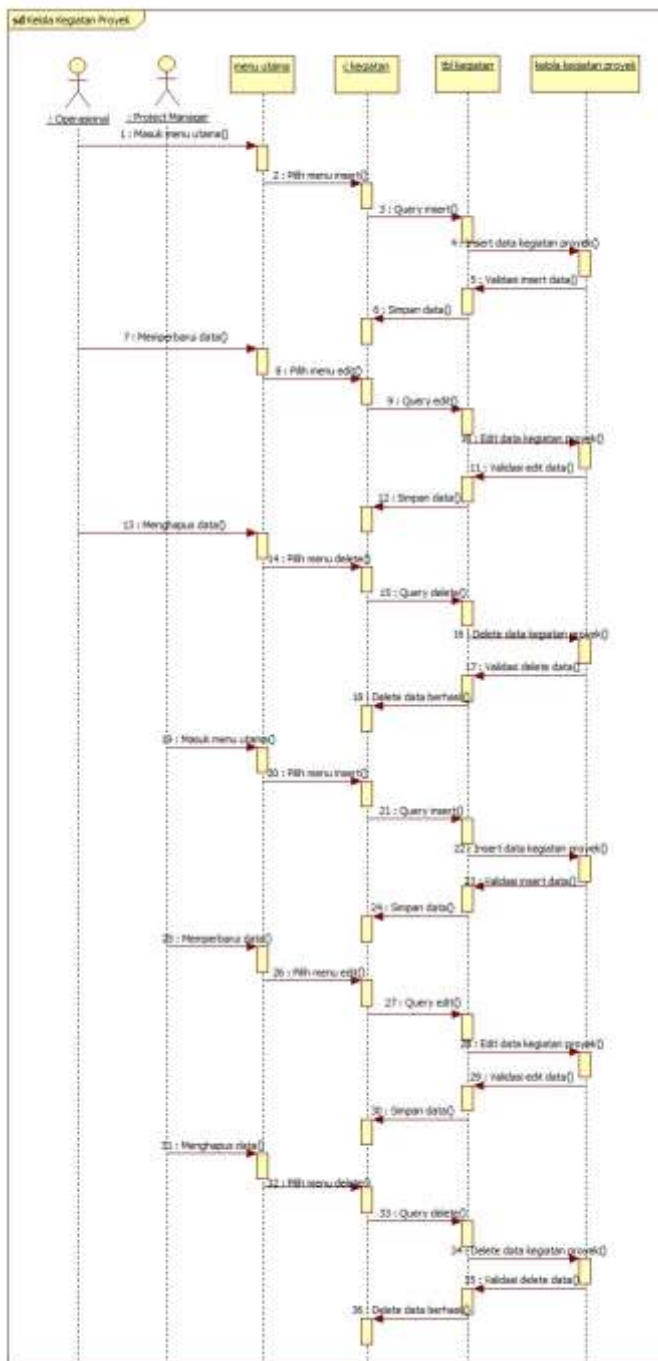 sd Kelola Kegiatan Proyek
: Operasional
: Project Manager
menu utama
c.kegiatan
tbl kegiatan
kelola kegiatan proyek
1 : Masuk menu utama()
2 : Pilih menu insert()
3 : Query insert()
4 : Insert data kegiatan proyek()
5 : Validasi insert data()
6 : Simpan data()
7 : Memperbarui data()
8 : Pilih menu edit()
9 : Query edit()
10 : Edit data kegiatan proyek()
11 : Validasi edit data()
12 : Simpan data()
13 : Menghapus data()
14 : Pilih menu delete()
15 : Query delete()
16 : Delete data kegiatan proyek()
17 : Validasi delete data()
18 : Delete data berhasil()
19 : Masuk menu utama()
20 : Pilih menu insert()
21 : Query insert()
22 : Insert data kegiatan proyek()
23 : Validasi insert data()
24 : Simpan data()
25 : Memperbarui data()
26 : Pilih menu edit()
27 : Query edit()
28 : Edit data kegiatan proyek()
29 : Validasi edit data()
30 : Simpan data()
31 : Menghapus data()
32 : Pilih menu delete()
33 : Query delete()
34 : Delete data kegiatan proyek()
35 : Validasi delete data()
36 : Delete data berhasil()